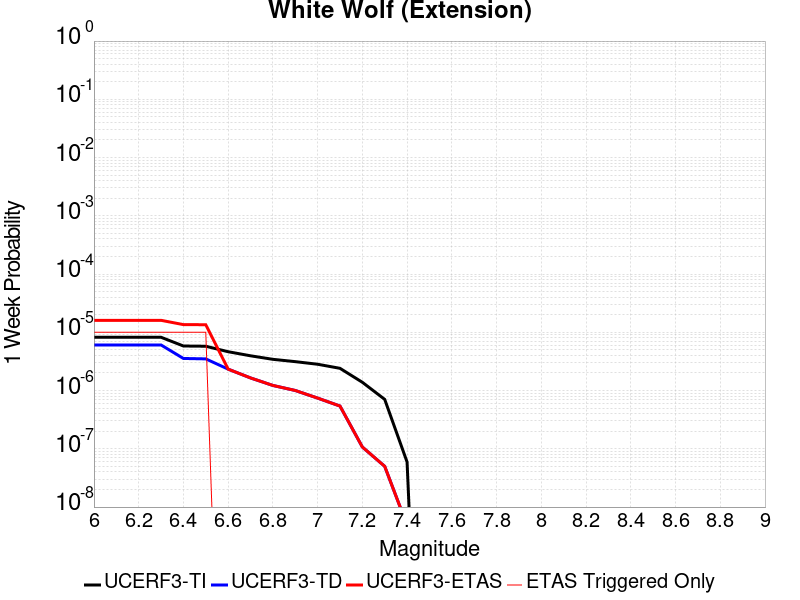 White Wolf (Extension)
10^0
10^-1
10^-2
10^-3
10^-4
10^-5
10^-6
10^-7
10^-8
1 Week Probability
6 6.2 6.4 6.6 6.8 7 7.2 7.4 7.6 7.8 8 8.2 8.4 8.6 8.8 9
Magnitude
UCERF3-TI UCERF3-TD UCERF3-ETAS ETAS Triggered Only